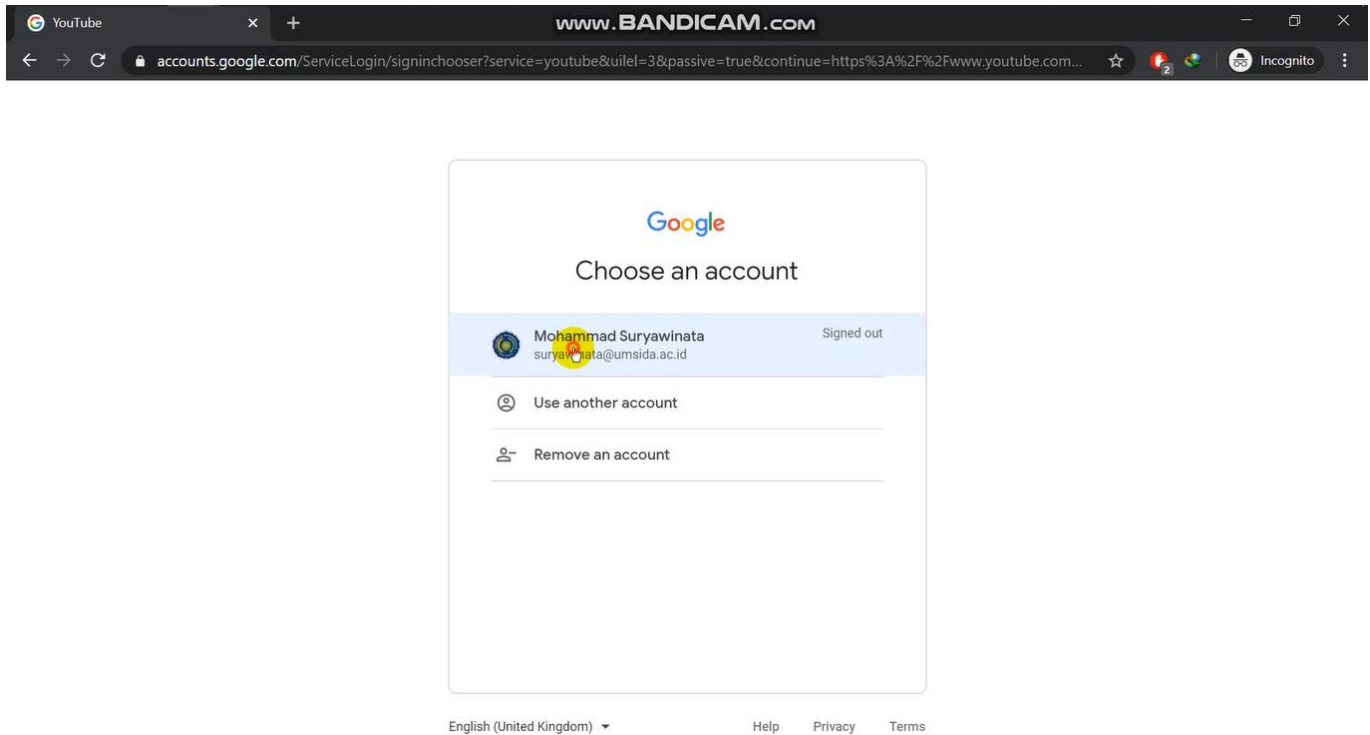 YouTube
www.BANDICAM.com
accounts.google.com/ServiceLogin/signinchooser?service=youtube&uilel=3&passive=true&continue=https%3A%2F%2Fwww.youtube.com...
2
Incognito
Google
Choose an account
Mohammad Suryawinata
Signed out
suryawinata@umsida.ac.id
Use another account
Remove an account
English (United Kingdom)
Help Privacy Terms